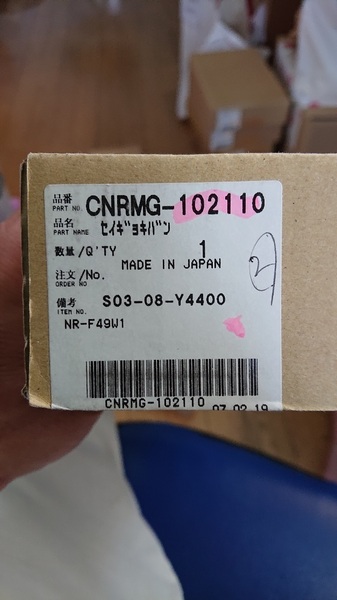 品番
PART NO. CNRMG-102110
品名 セイギョキバン
PART NAME
数量/Q'TY 1
MADE IN JAPAN
注文/No.
ORDER NO
備考 S03-08-Y4400
ITEM NO.
NR-F49W1
CNRMG-102110 07.02.19